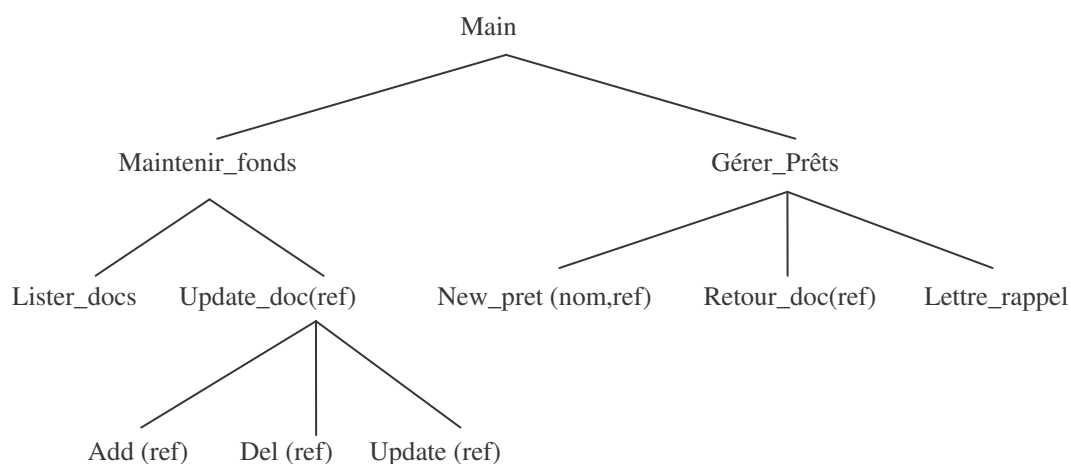 Main
Maintenir_fonds
Gérer_Prêts
Lister_docs
Update_doc(ref)
New_pret (nom,ref)
Retour_doc(ref)
Lettre_rappel
Add (ref)
Del (ref)
Update (ref)